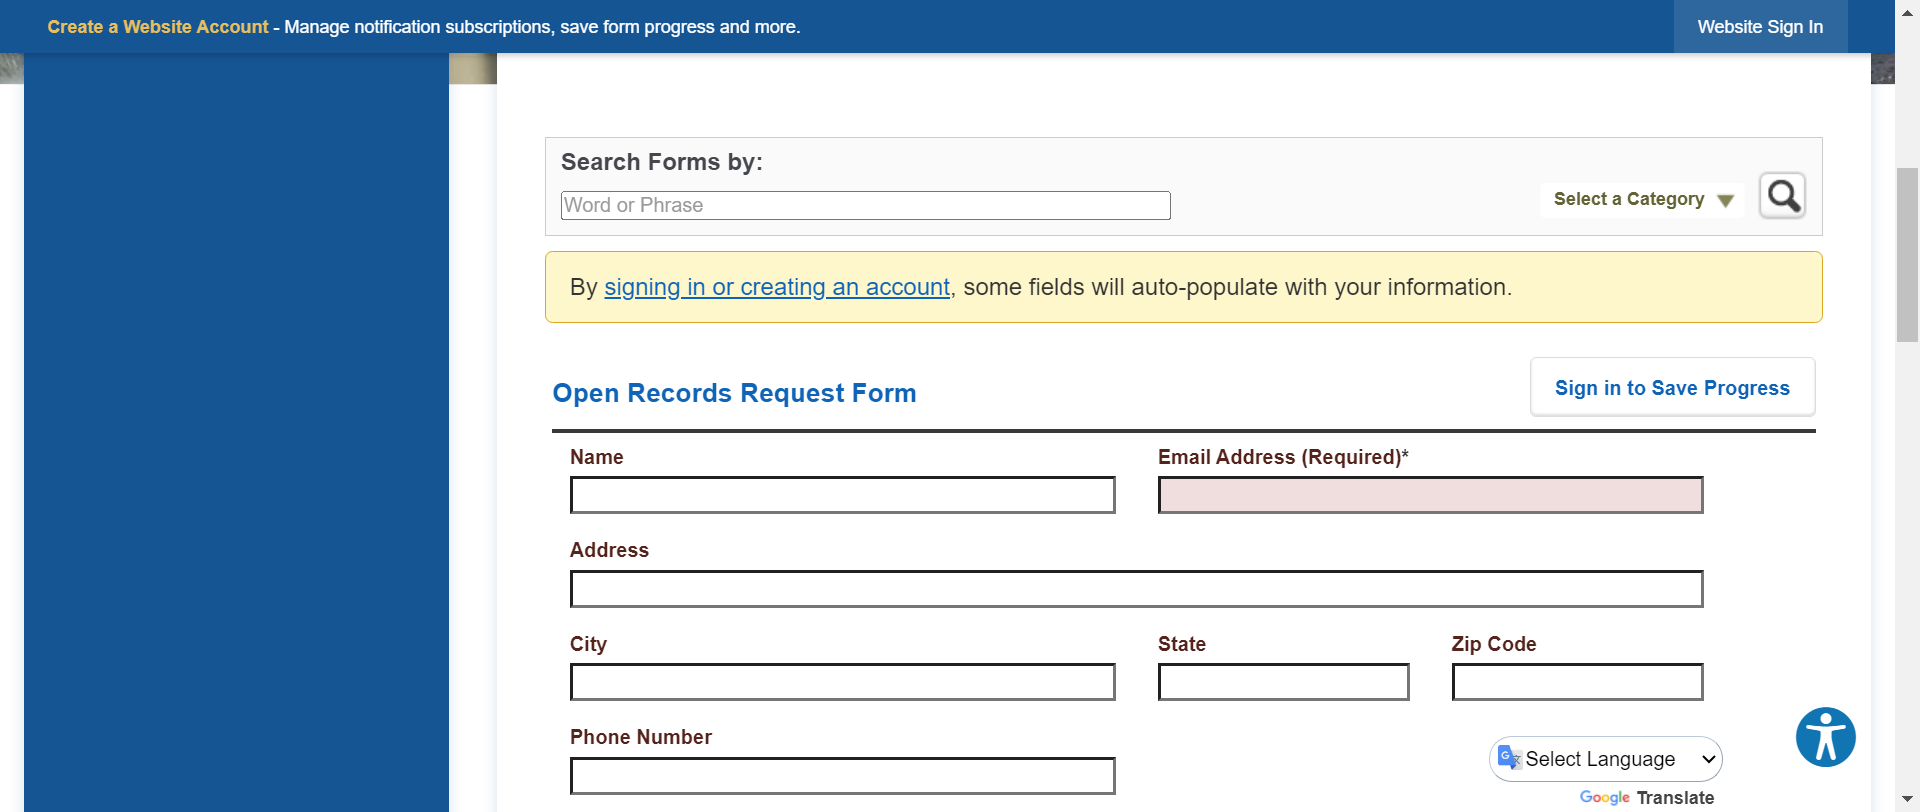 Create a Website Account - Manage notification subscriptions, save form progress and more.
Website Sign In
Search Forms by:
Word or Phrase
Select a Category
By signing in or creating an account, some fields will auto-populate with your information.
Open Records Request Form
Sign in to Save Progress
Name
Email Address (Required)*
Address
City
State
Zip Code
Phone Number
Select Language
Google Translate